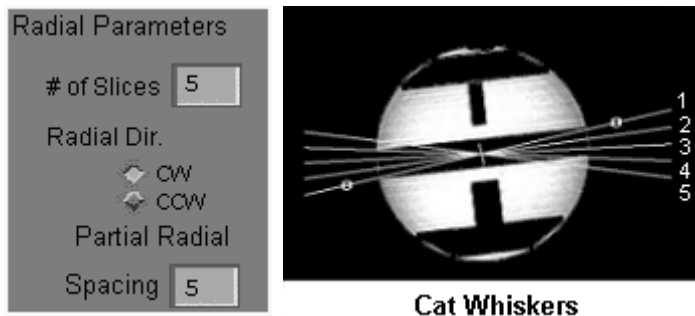 Radial Parameters
# of Slices 5
Radial Dir.
CW
CCW
Partial Radial
Spacing 5
1
2
3
4
5
Cat Whiskers